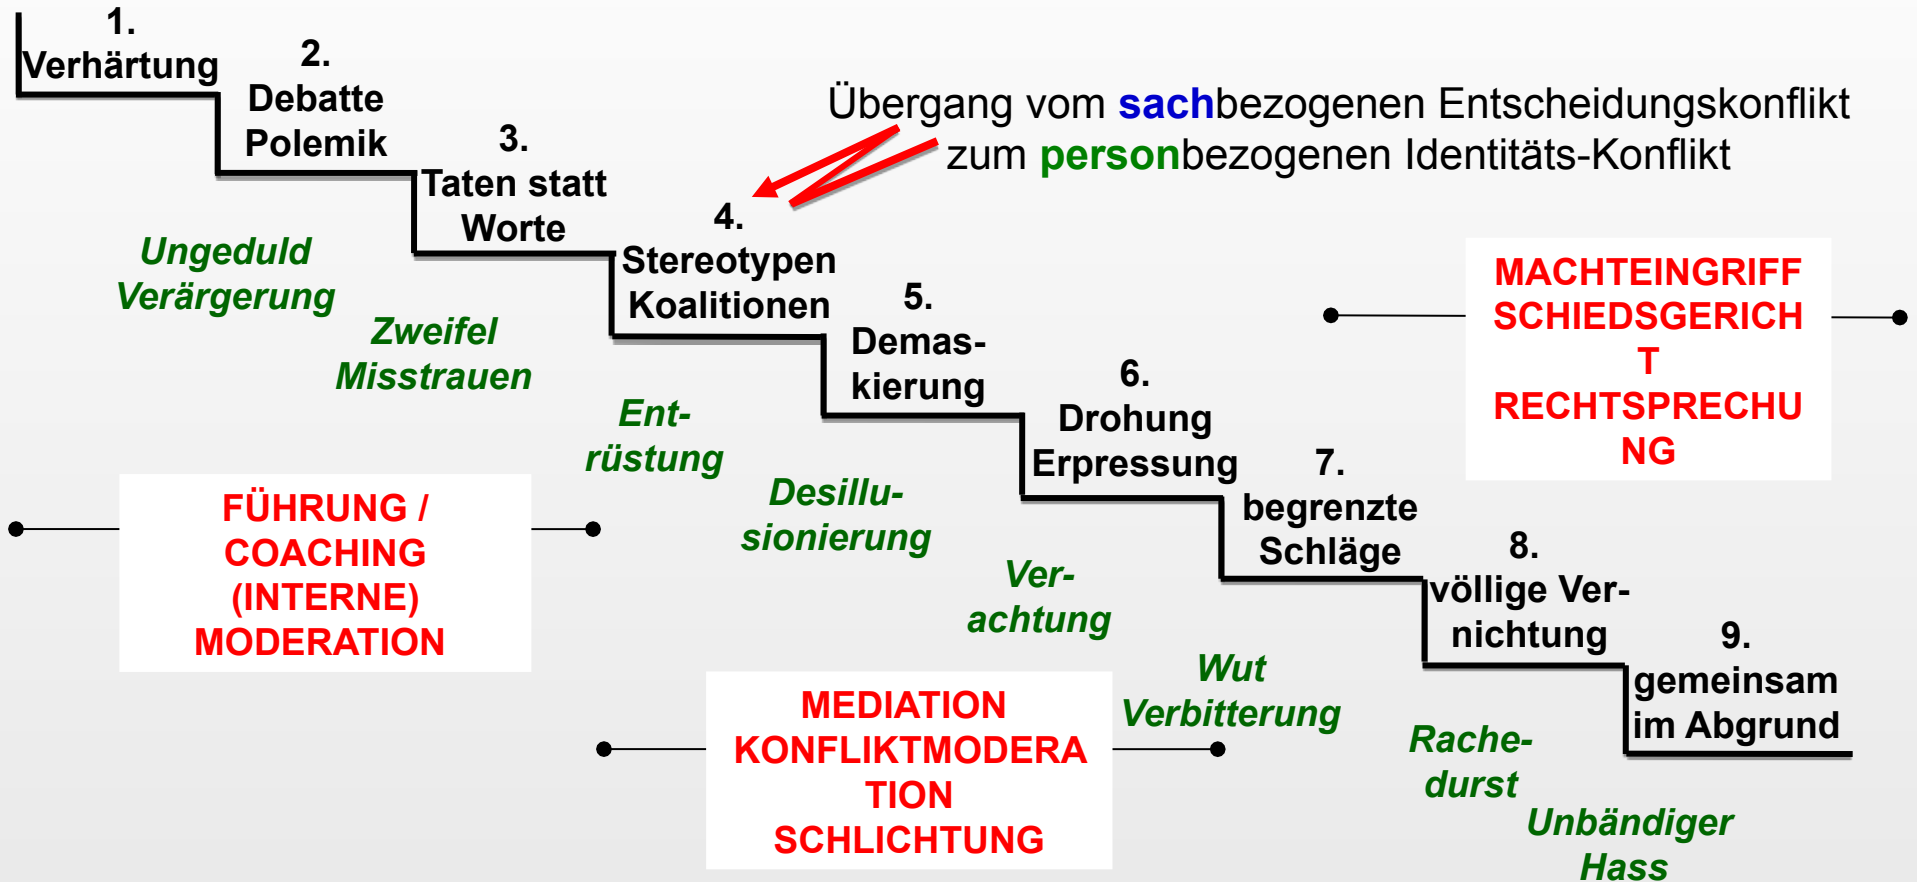 1.
Verhärtung
2.
Debatte
Polemik
3.
Taten statt
Worte
4.
Stereotypen
Koalitionen
5.
Demas-
kierung
6.
Drohung
Erpressung
7.
begrenzte
Schläge
8.
völlige Ver-
nichtung
9.
gemeinsam
im Abgrund
Übergang vom sachbezogenen Entscheidungskonflikt
zum personbezogenen Identitäts-Konflikt
Ungeduld
Verärgerung
Zweifel
Misstrauen
Ent-
rüstung
Desillu-
sionierung
Ver-
achtung
Wut
Verbitterung
Rache-
durst
Unbändiger
Hass
FÜHRUNG /
COACHING
(INTERNE)
MODERATION
MEDIATION
KONFLIKTMODERA
TION
SCHLICHTUNG
MACHTEINGRIFF
SCHIEDSGERICH
T
RECHTSPRECHU
NG